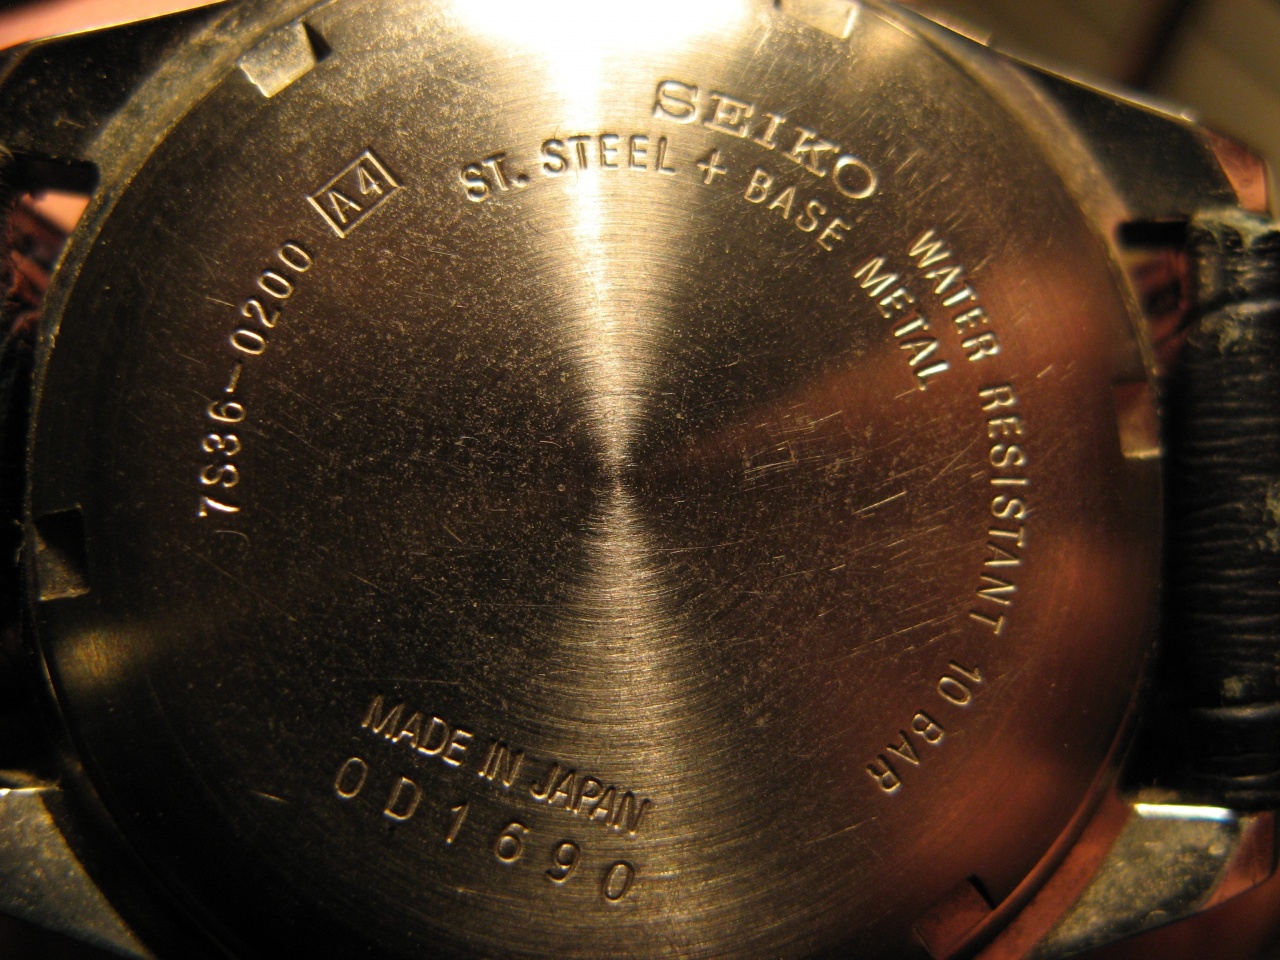 SEIKO
ST. STEEL + BASE METAL
WATER RESISTANT 10 BAR
7S36-0200 A4
MADE IN JAPAN
0D1690